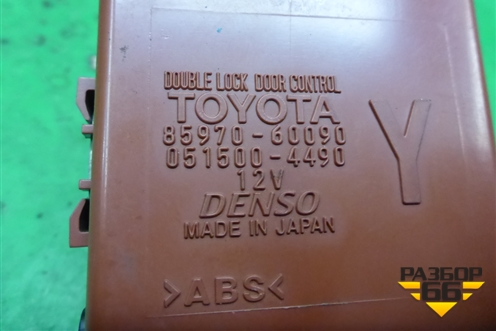 DOUBLE LOCK DOOR CONTROL
TOYOTA
85970-60090
051500-4490
12V
DENSO
MADE IN JAPAN
Y
>ABS<
РАЗБОР
66